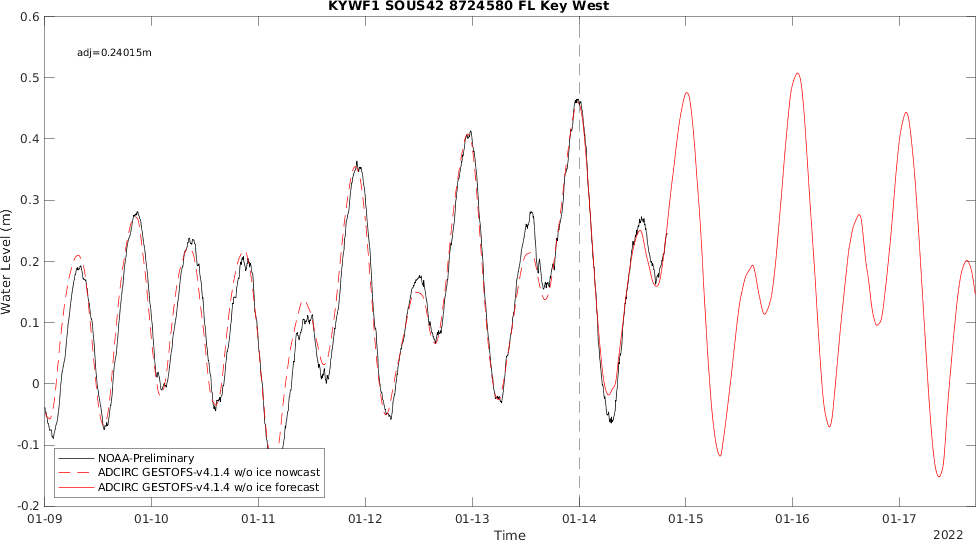 KYWF1 SOUS42 8724580 FL Key West
adj=0.24015m
Water Level (m)
0.6
0.5
0.4
0.3
0.2
0.1
0
-0.1
-0.2
NOAA-Preliminary
ADCIRC GESTOFS-v4.1.4 w/o ice nowcast
ADCIRC GESTOFS-v4.1.4 w/o ice forecast
01-09 01-10 01-11 01-12 01-13 01-14 01-15 01-16 01-17
Time
2022